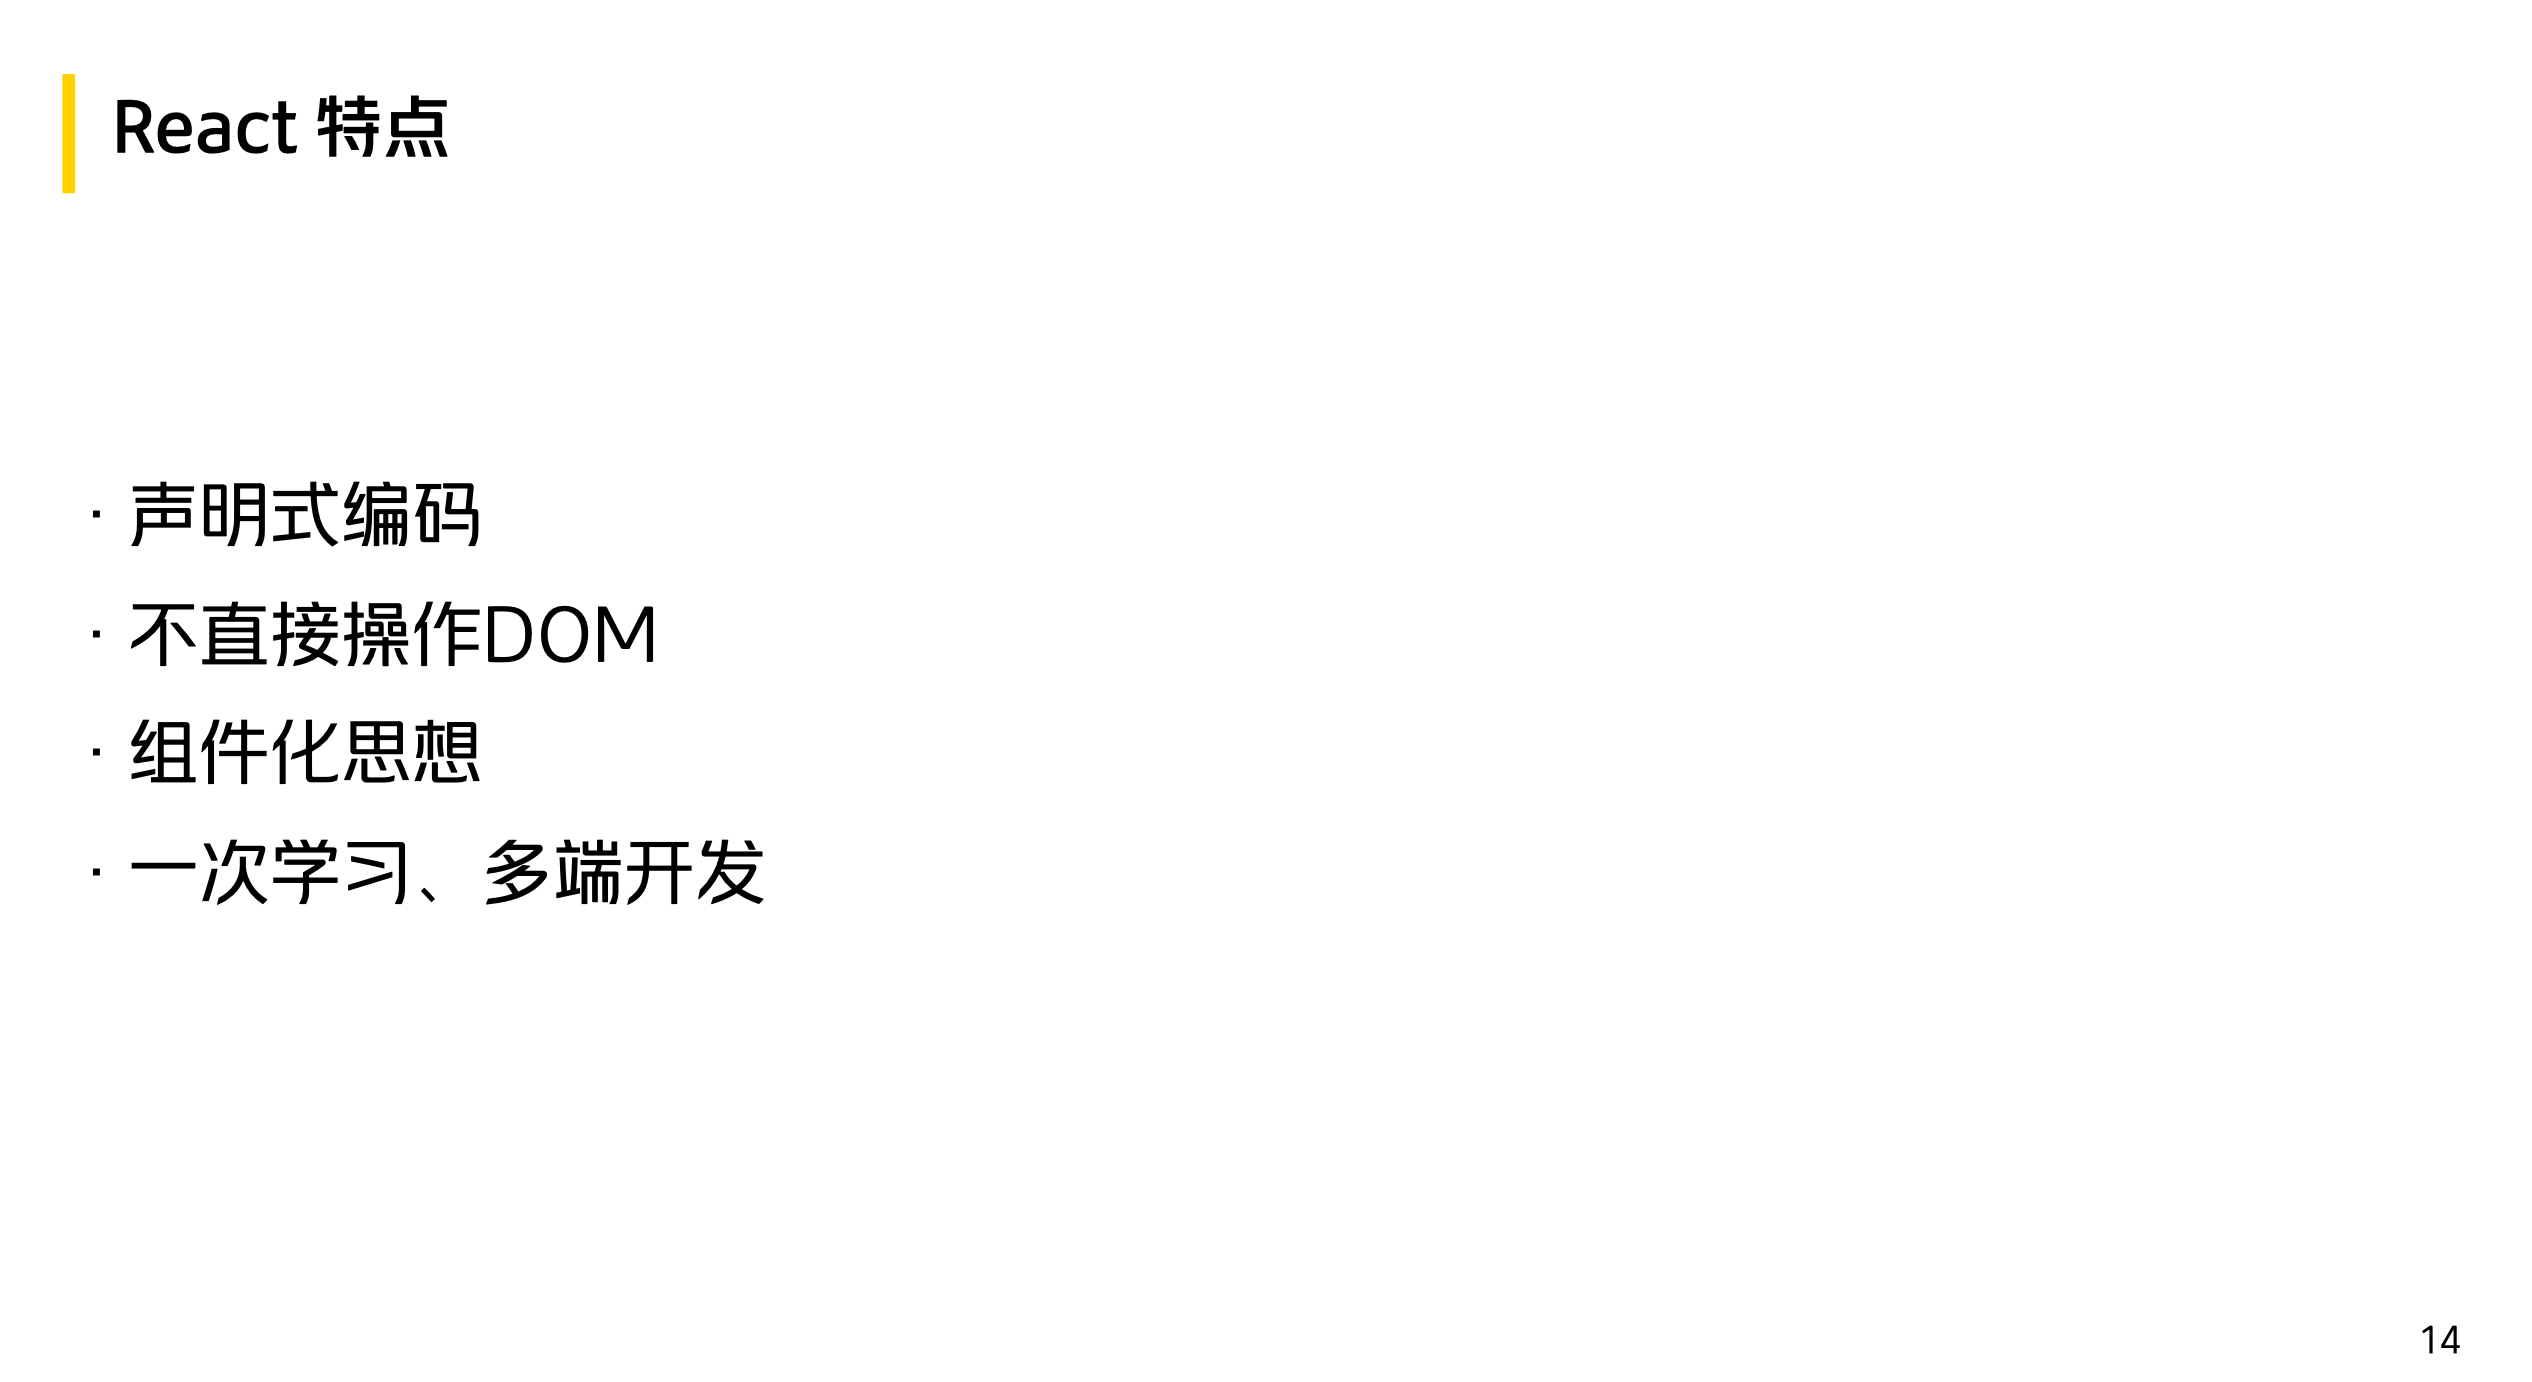 React 特点
· 声明式编码
· 不直接操作DOM
· 组件化思想
· 一次学习、多端开发
14